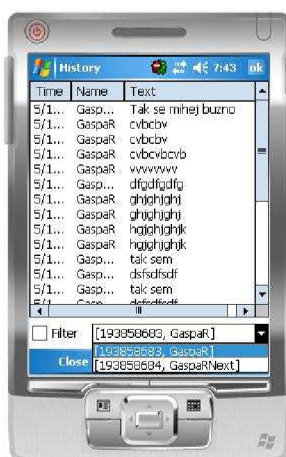 History 7:43 ok
Time Name Text
5/1... Gasp... Tak se mihej buzno
5/1... GaspaR cvbcbv
5/1... GaspaR cvbcbv
5/1... GaspaR cvbcvbcvb
5/1... GaspaR vvvvvvvv
5/1... Gasp... dfgdfgdfg
5/1... GaspaR ghjghjghj
5/1... GaspaR ghjghjghj
5/1... GaspaR hgjghjghjk
5/1... GaspaR hgjghjghjk
5/1... Gasp... tak sem
5/1... Gasp... dsfsdfsdf
5/1... Gasp... tak sem
Filter [193858683, GaspaR]
[193858683, GaspaR]
Close [193858684, GaspaRNext]